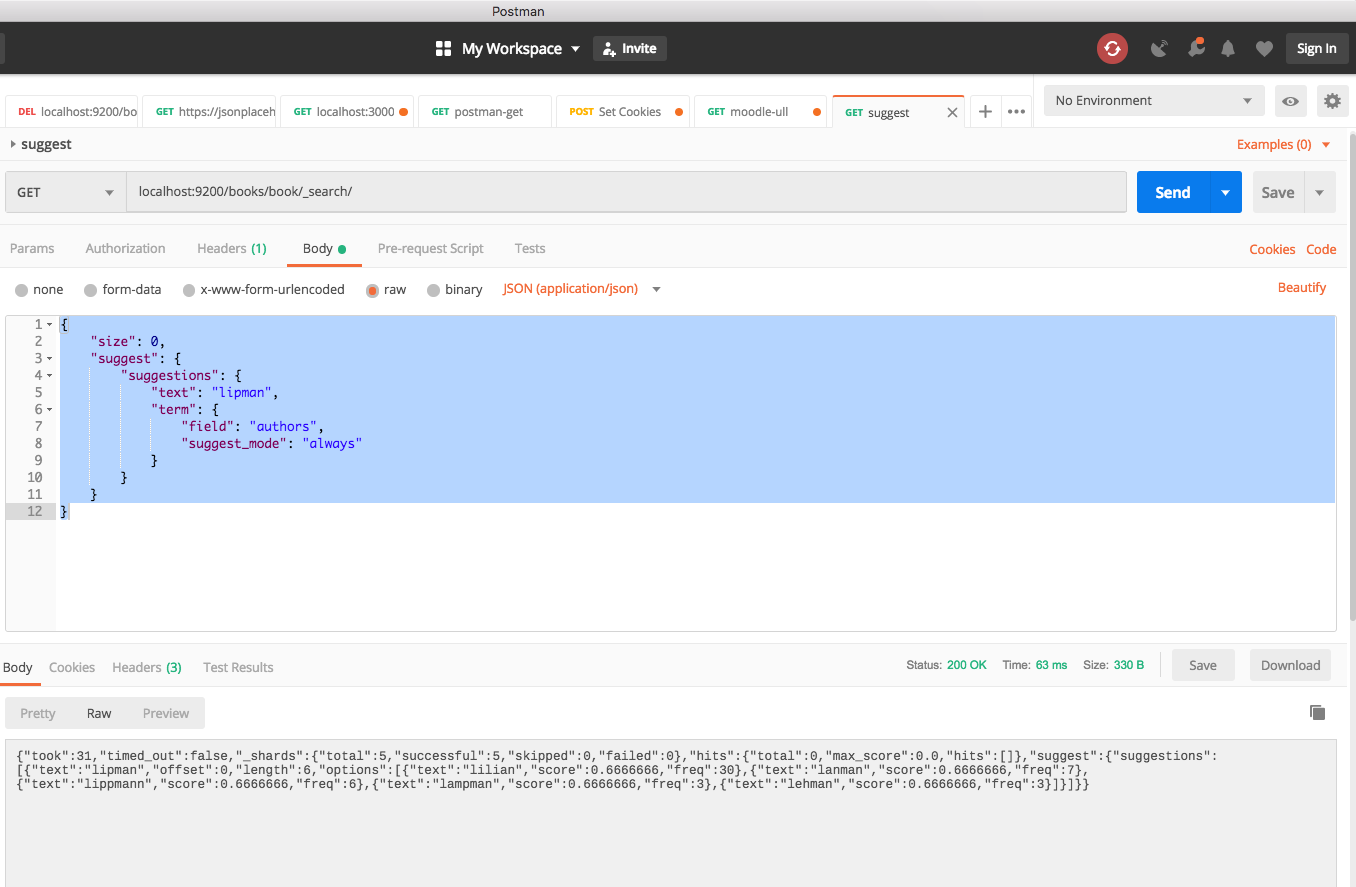 Postman
My Workspace
Invite
Sign In
DEL localhost:9200/bo
GET https://jsonplaceh
GET localhost:3000
GET postman-get
POST Set Cookies
GET moodle-ull
GET suggest
No Environment
suggest
Examples (0)
GET
localhost:9200/books/book/_search/
Send
Save
Params
Authorization
Headers (1)
Body
Pre-request Script
Tests
Cookies
Code
none
form-data
x-www-form-urlencoded
raw
binary
JSON (application/json)
Beautify
1 {
2 "size": 0,
3 "suggest": {
4 "suggestions": {
5 "text": "lipman",
6 "term": {
7 "field": "authors",
8 "suggest_mode": "always"
9 }
10 }
11 }
12 }
Body
Cookies
Headers (3)
Test Results
Status: 200 OK
Time: 63 ms
Size: 330 B
Save
Download
Pretty
Raw
Preview
{"took":31,"timed_out":false,"_shards":{"total":5,"successful":5,"skipped":0,"failed":0},"hits":{"total":0,"max_score":0.0,"hits":[]},"suggest":{"suggestions":
[{"text":"lipman","offset":0,"length":6,"options":[{"text":"lilian","score":0.6666666,"freq":30},{"text":"lanman","score":0.6666666,"freq":7},
{"text":"lippmann","score":0.6666666,"freq":6},{"text":"lampman","score":0.6666666,"freq":3},{"text":"lehman","score":0.6666666,"freq":3}]}]}}